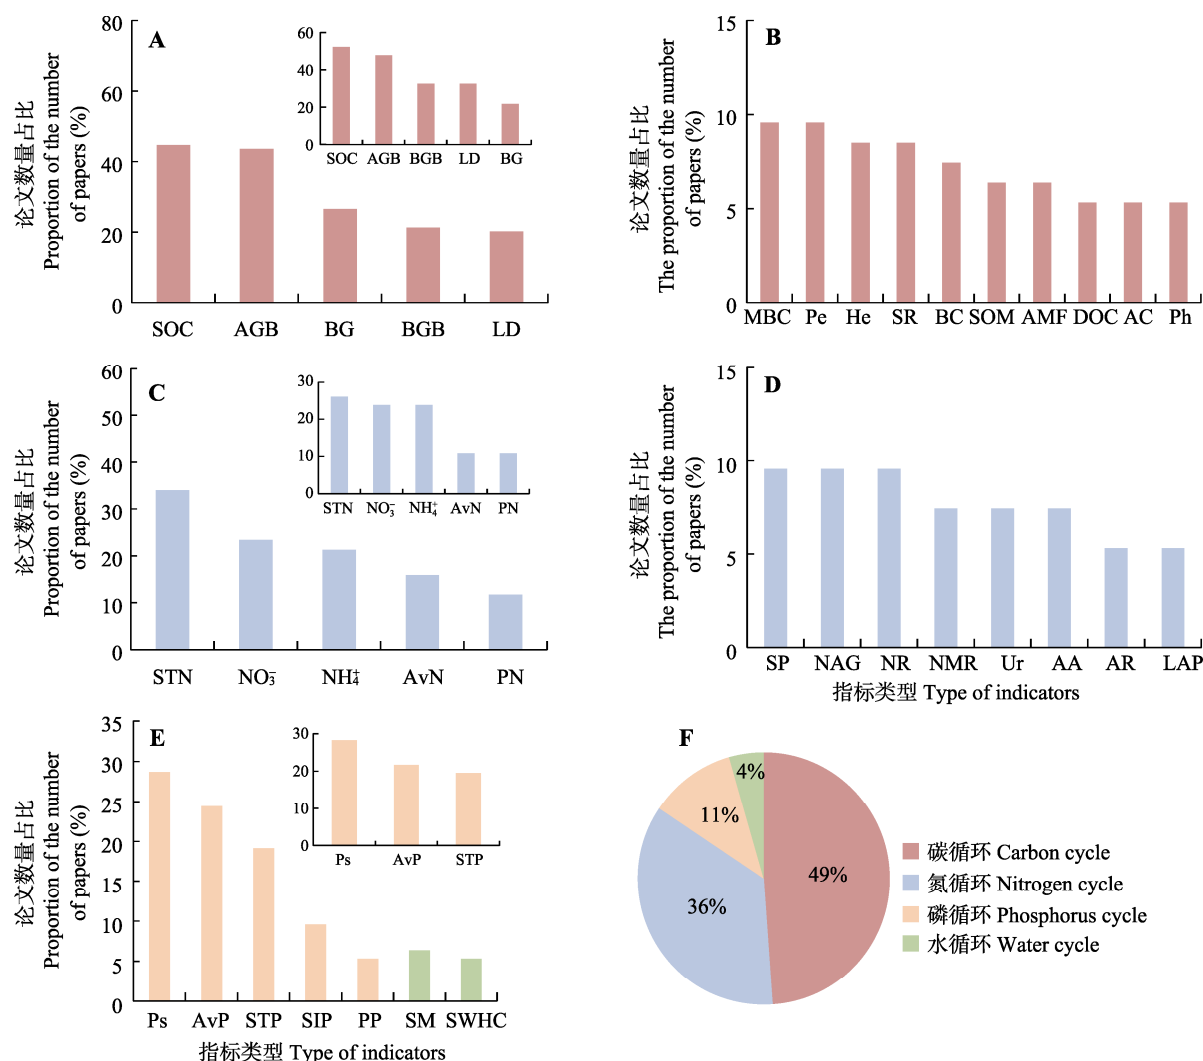 A
论文数量占比
Proportion of the number
of papers (%)
80
60
40
20
0
SOC AGB BG BGB LD
60
40
20
0
SOC AGB BGB LD BG
B
论文数量占比
The proportion of the number
of papers (%)
15
10
5
0
MBC Pe He SR BC SOM AMF DOC AC Ph
C
论文数量占比
Proportion of the number
of papers (%)
60
50
40
30
20
10
0
STN NO₃⁻ NH₄⁺ AvN PN
30
20
10
0
STN NO₃⁻ NH₄⁺ AvN PN
D
论文数量占比
The proportion of the number
of papers (%)
15
10
5
0
SP NAG NR NMR Ur AA AR LAP
指标类型 Type of indicators
E
论文数量占比
Proportion of the number
of papers (%)
35
30
25
20
15
10
5
0
Ps AvP STP SIP PP SM SWHC
指标类型 Type of indicators
30
20
10
0
Ps AvP STP
F
4%
11%
49%
36%
碳循环 Carbon cycle
氮循环 Nitrogen cycle
磷循环 Phosphorus cycle
水循环 Water cycle